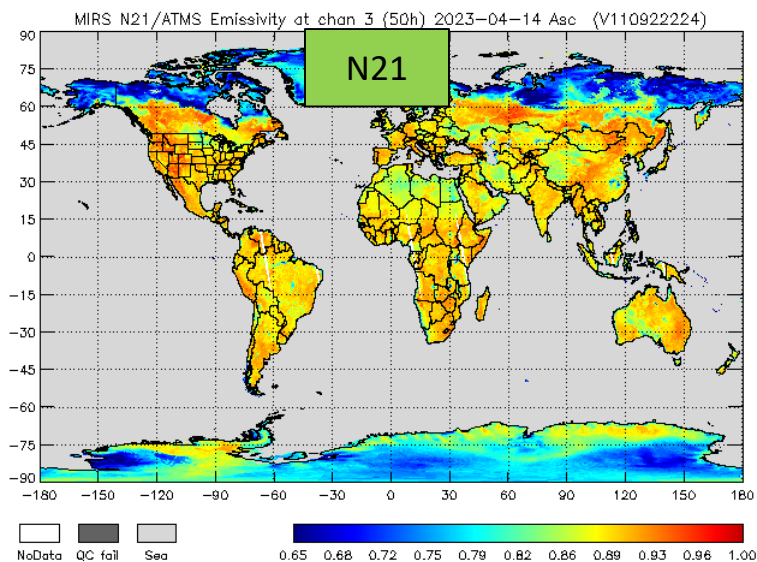 MIRS N21/ATMS Emissivity at chan 3 (50h) 2023-04-14 Asc (V110922224)
N21
90
75
60
45
30
15
0
-15
-30
-45
-60
-75
-90
-180 -150 -120 -90 -60 -30 0 30 60 90 120 150 180
NoData QC fail Sea
0.65 0.68 0.72 0.75 0.79 0.82 0.86 0.89 0.93 0.96 1.00